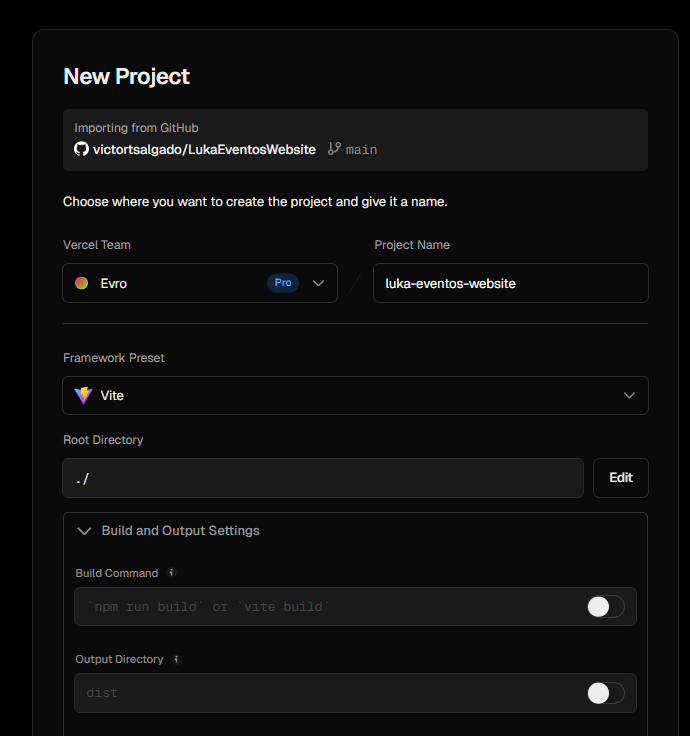 New Project
Importing from GitHub
victortsalgado/LukaEventosWebsite main
Choose where you want to create the project and give it a name.
Vercel Team Project Name
Evro Pro luka-eventos-website
Framework Preset
Vite
Root Directory
./ Edit
Build and Output Settings
Build Command
`npm run build` or `vite build`
Output Directory
dist